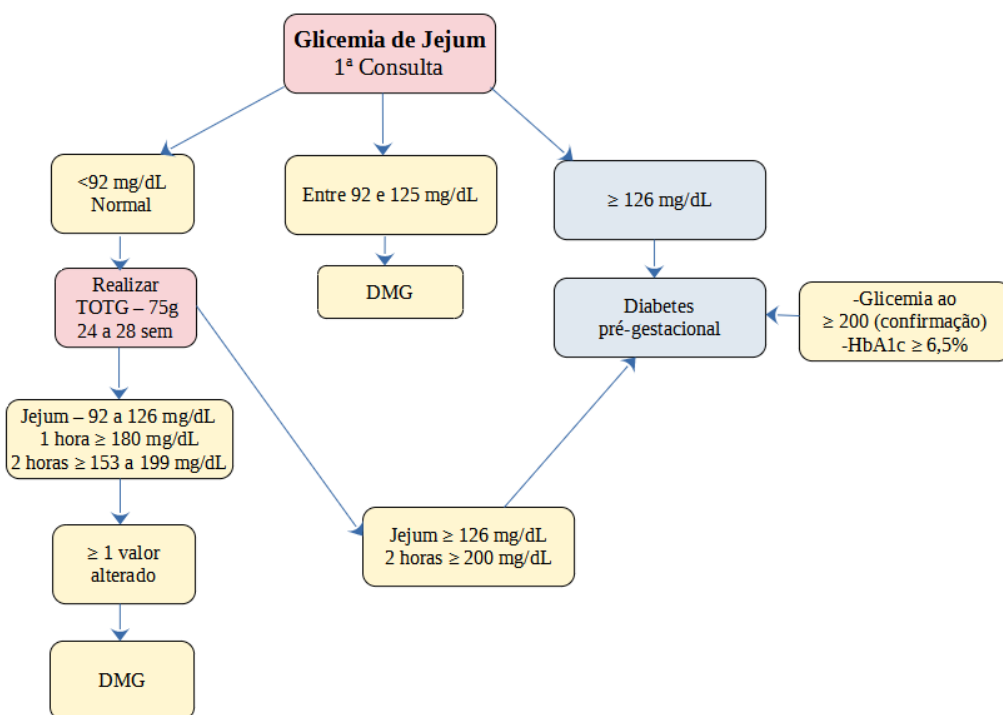 Glicemia de Jejum
1ª Consulta
<92 mg/dL
Normal
Entre 92 e 125 mg/dL
≥ 126 mg/dL
Realizar
TOTG – 75g
24 a 28 sem
DMG
Diabetes
pré-gestacional
-Glicemia ao
≥ 200 (confirmação)
-HbA1c ≥ 6,5%
Jejum – 92 a 126 mg/dL
1 hora ≥ 180 mg/dL
2 horas ≥ 153 a 199 mg/dL
Jejum ≥ 126 mg/dL
2 horas ≥ 200 mg/dL
≥ 1 valor
alterado
DMG